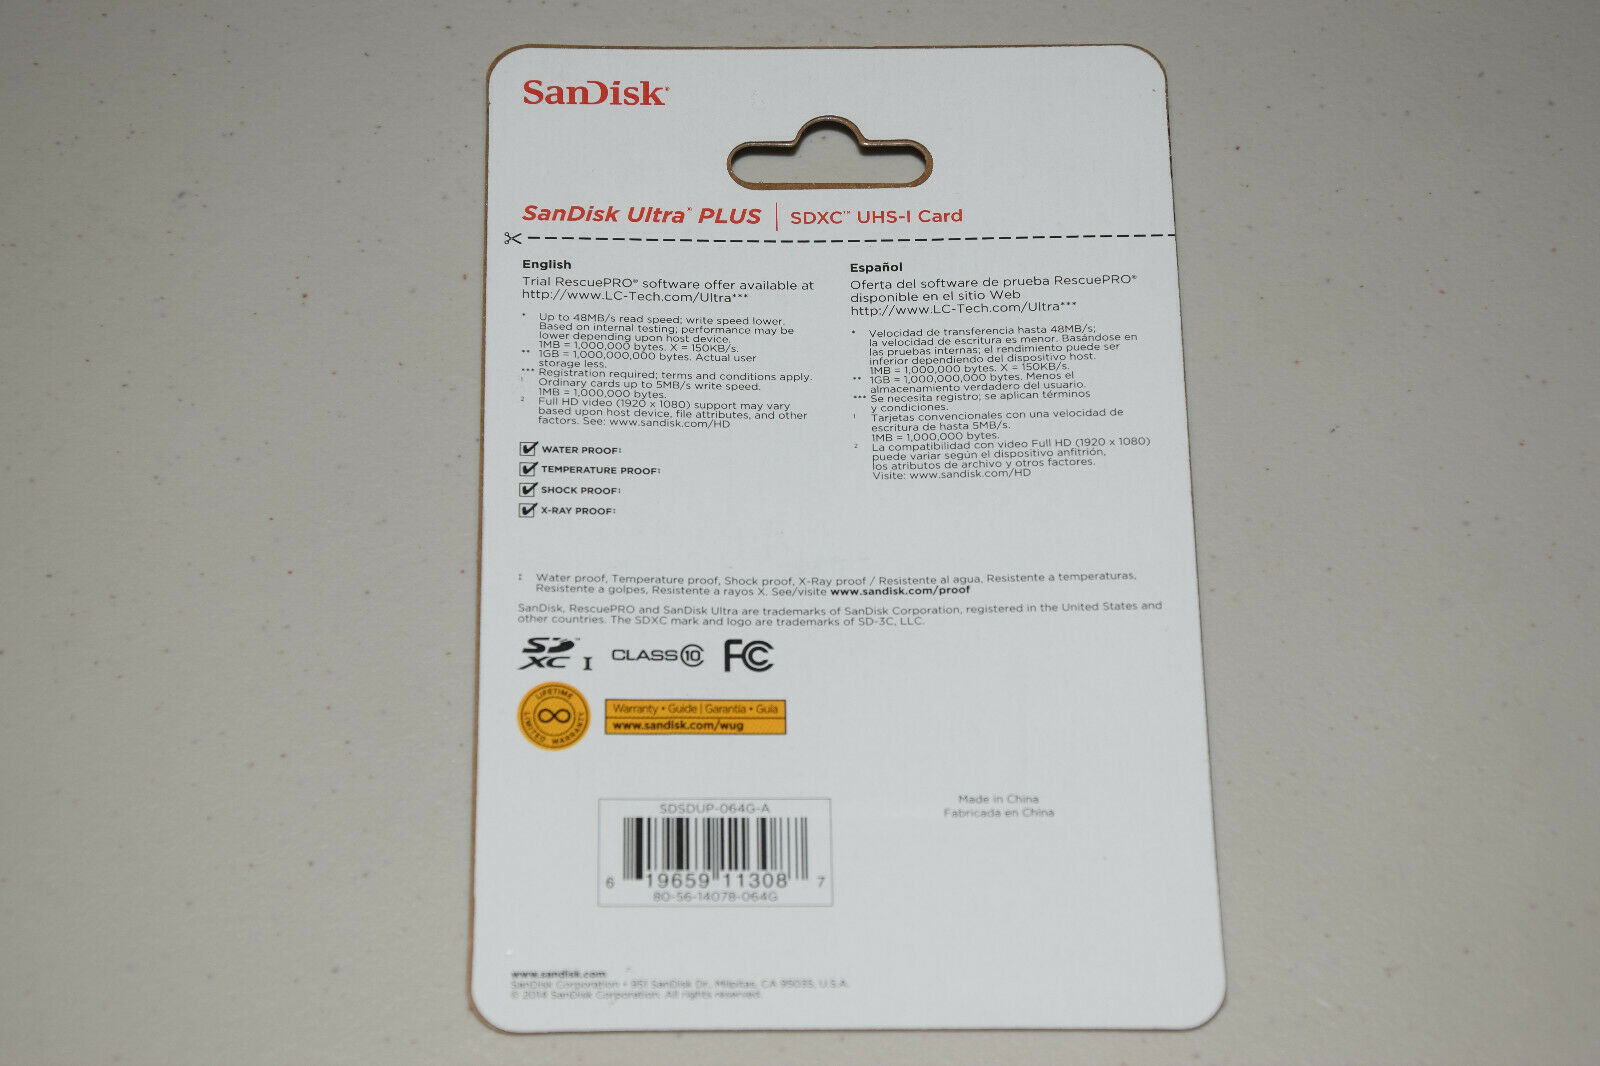 SanDisk®
SanDisk Ultra® PLUS | SDXC™ UHS-I Card
English
Trial RescuePRO® software offer available at
http://www.LC-Tech.com/Ultra***
* Up to 48MB/s read speed; write speed lower.
Based on internal testing; performance may be
lower depending upon host device.
1MB = 1,000,000 bytes. X = 150KB/s.
** 1GB = 1,000,000,000 bytes. Actual user
storage less.
*** Registration required; terms and conditions apply.
¹ Ordinary cards up to 5MB/s write speed.
1MB = 1,000,000 bytes.
² Full HD video (1920 x 1080) support may vary
based upon host device, file attributes, and other
factors. See: www.sandisk.com/HD
WATER PROOF‡
TEMPERATURE PROOF‡
SHOCK PROOF‡
X-RAY PROOF‡
Español
Oferta del software de prueba RescuePRO®
disponible en el sitio Web
http://www.LC-Tech.com/Ultra***
* Velocidad de transferencia hasta 48MB/s;
la velocidad de escritura es menor. Basándose en
las pruebas internas; el rendimiento puede ser
inferior dependiendo del dispositivo host.
1MB = 1,000,000 bytes. X = 150KB/s.
** 1GB = 1,000,000,000 bytes. Menos el
almacenamiento verdadero del usuario.
*** Se necesita registro; se aplican términos
y condiciones.
¹ Tarjetas convencionales con una velocidad de
escritura de hasta 5MB/s.
1MB = 1,000,000 bytes.
² La compatibilidad con video Full HD (1920 x 1080)
puede variar según el dispositivo anfitrión,
los atributos de archivo y otros factores.
Visite: www.sandisk.com/HD
‡ Water proof, Temperature proof, Shock proof, X-Ray proof / Resistente al agua, Resistente a temperaturas,
Resistente a golpes, Resistente a rayos X. See/visite www.sandisk.com/proof
SanDisk, RescuePRO and SanDisk Ultra are trademarks of SanDisk Corporation, registered in the United States and
other countries. The SDXC mark and logo are trademarks of SD-3C, LLC.
SD XC™ I CLASS 10 FC
LIFETIME LIMITED WARRANTY
Warranty • Guide | Garantía • Guía
www.sandisk.com/wug
SDSDUP-064G-A
6 19659 11308 7
80-56-14078-064G
Made in China
Fabricada en China
www.sandisk.com
SanDisk Corporation • 951 SanDisk Dr., Milpitas, CA 95035, U.S.A.
© 2014 SanDisk Corporation. All rights reserved.